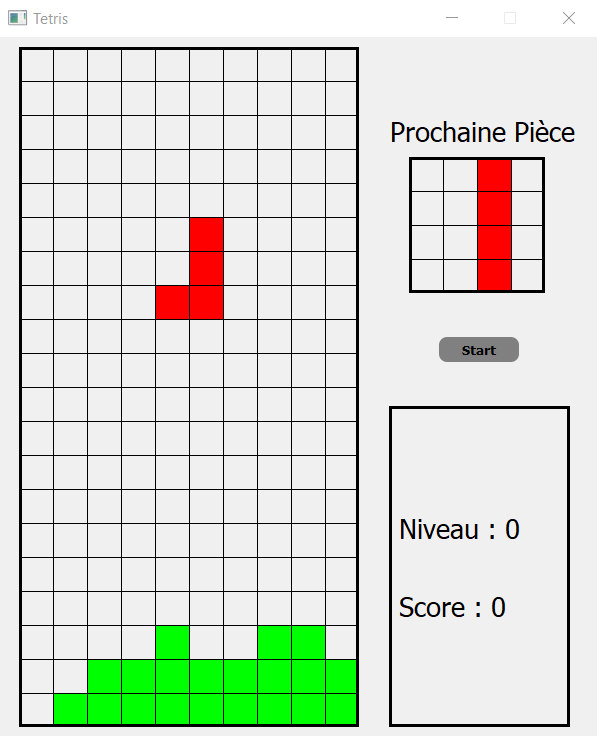 Tetris
Prochaine Pièce
Start
Niveau : 0
Score : 0